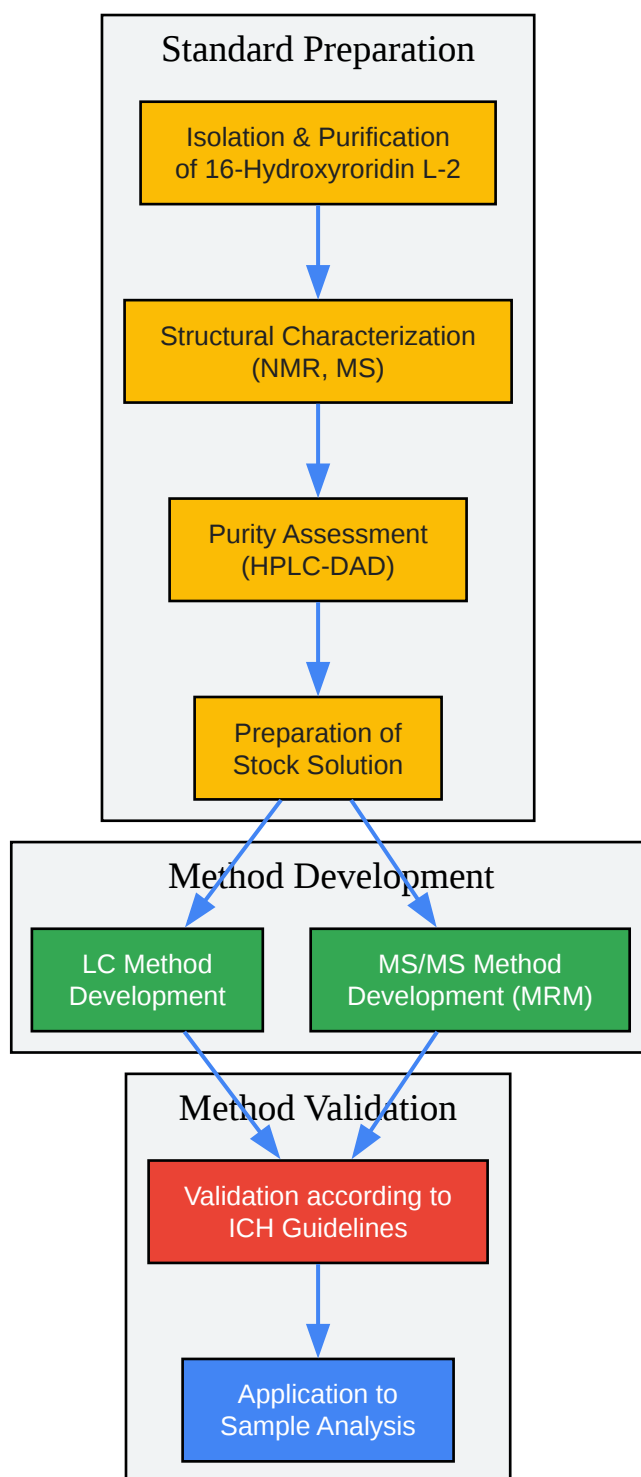 Standard Preparation
Isolation & Purification
of 16-Hydroxyroridin L-2
Structural Characterization
(NMR, MS)
Purity Assessment
(HPLC-DAD)
Preparation of
Stock Solution
Method Development
LC Method
Development
MS/MS Method
Development (MRM)
Method Validation
Validation according to
ICH Guidelines
Application to
Sample Analysis